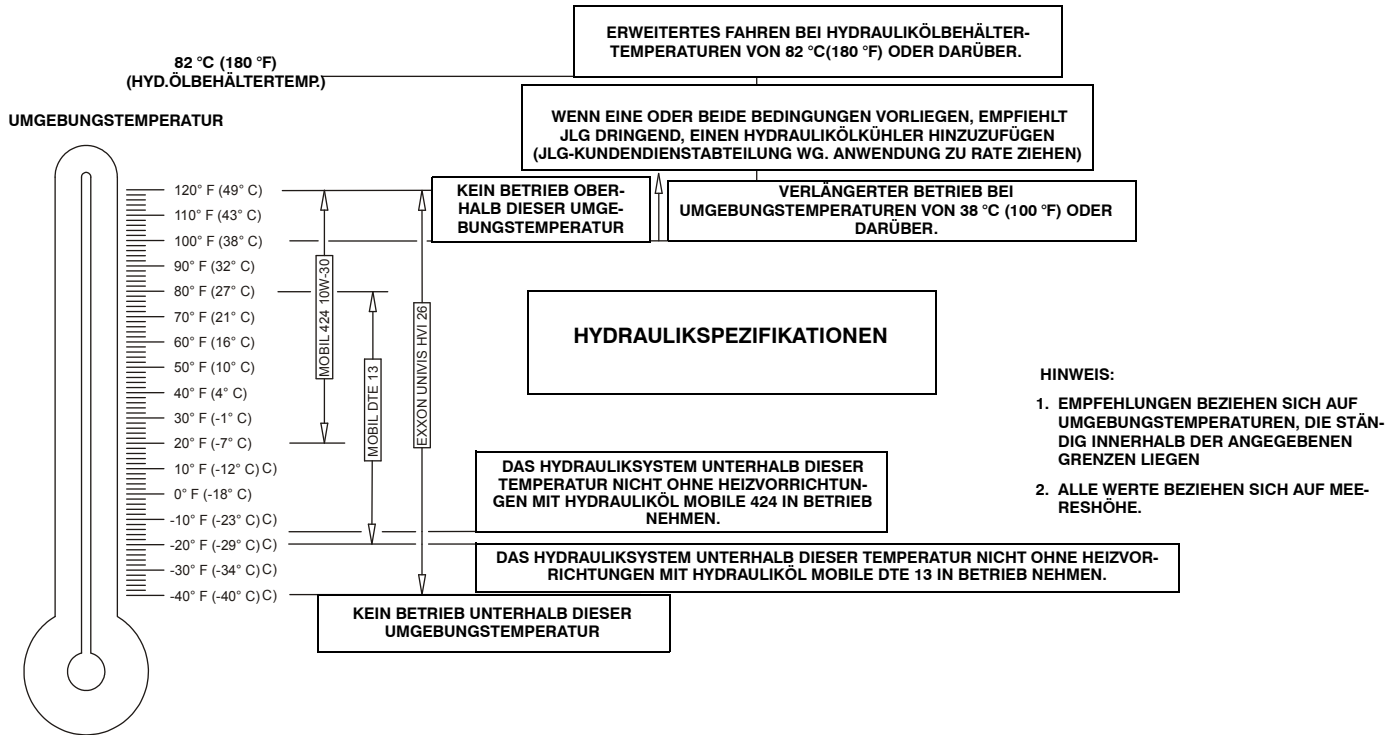 ERWEITERTES FAHREN BEI HYDRAULIKÖLBEHÄLTER-
TEMPERATUREN VON 82 °C(180 °F) ODER DARÜBER.
82 °C (180 °F)
(HYD.ÖLBEHÄLTERTEMP.)
WENN EINE ODER BEIDE BEDINGUNGEN VORLIEGEN, EMPFIEHLT
JLG DRINGEND, EINEN HYDRAULIKÖLKÜHLER HINZUZUFÜGEN
(JLG-KUNDENDIENSTABTEILUNG WG. ANWENDUNG ZU RATE ZIEHEN)
UMGEBUNGSTEMPERATUR
KEIN BETRIEB OBER-
HALB DIESER UMGE-
BUNGSTEMPERATUR
VERLÄNGERTER BETRIEB BEI
UMGEBUNGSTEMPERATUREN VON 38 °C (100 °F) ODER
DARÜBER.
120° F (49° C)
110° F (43° C)
100° F (38° C)
90° F (32° C)
80° F (27° C)
70° F (21° C)
60° F (16° C)
50° F (10° C)
40° F (4° C)
30° F (-1° C)
20° F (-7° C)
10° F (-12° C) C)
0° F (-18° C)
-10° F (-23° C) C)
-20° F (-29° C) C)
-30° F (-34° C) C)
-40° F (-40° C) C)
MOBIL 424 10W-30
MOBIL DTE 13
EXXON UNIVIS HVI 26
HYDRAULIKSPEZIFIKATIONEN
HINWEIS:
1. EMPFEHLUNGEN BEZIEHEN SICH AUF
UMGEBUNGSTEMPERATUREN, DIE STÄN-
DIG INNERHALB DER ANGEGEBENEN
GRENZEN LIEGEN
2. ALLE WERTE BEZIEHEN SICH AUF MEE-
RESHÖHE.
DAS HYDRAULIKSYSTEM UNTERHALB DIESER
TEMPERATUR NICHT OHNE HEIZVORRICHTUN-
GEN MIT HYDRAULIKÖL MOBILE 424 IN BETRIEB
NEHMEN.
DAS HYDRAULIKSYSTEM UNTERHALB DIESER TEMPERATUR NICHT OHNE HEIZVOR-
RICHTUNGEN MIT HYDRAULIKÖL MOBILE DTE 13 IN BETRIEB NEHMEN.
KEIN BETRIEB UNTERHALB DIESER
UMGEBUNGSTEMPERATUR